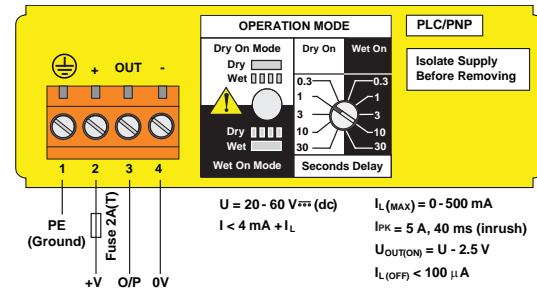 OPERATION MODE
PLC/PNP
Dry On Mode
Dry On
Wet On
Isolate Supply
Before Removing
+ OUT -
Dry
Wet
0.3 0.3
1 1
3 3
10 10
30 30
Dry
Wet
Wet On Mode
Seconds Delay
1 2 3 4
PE
(Ground)
Fuse 2A(T)
+V O/P 0V
U = 20 - 60 V⎓ (dc)
I < 4 mA + IL
IL (MAX) = 0 - 500 mA
IPK = 5 A, 40 ms (inrush)
UOUT(ON) = U - 2.5 V
IL (OFF) < 100 μA